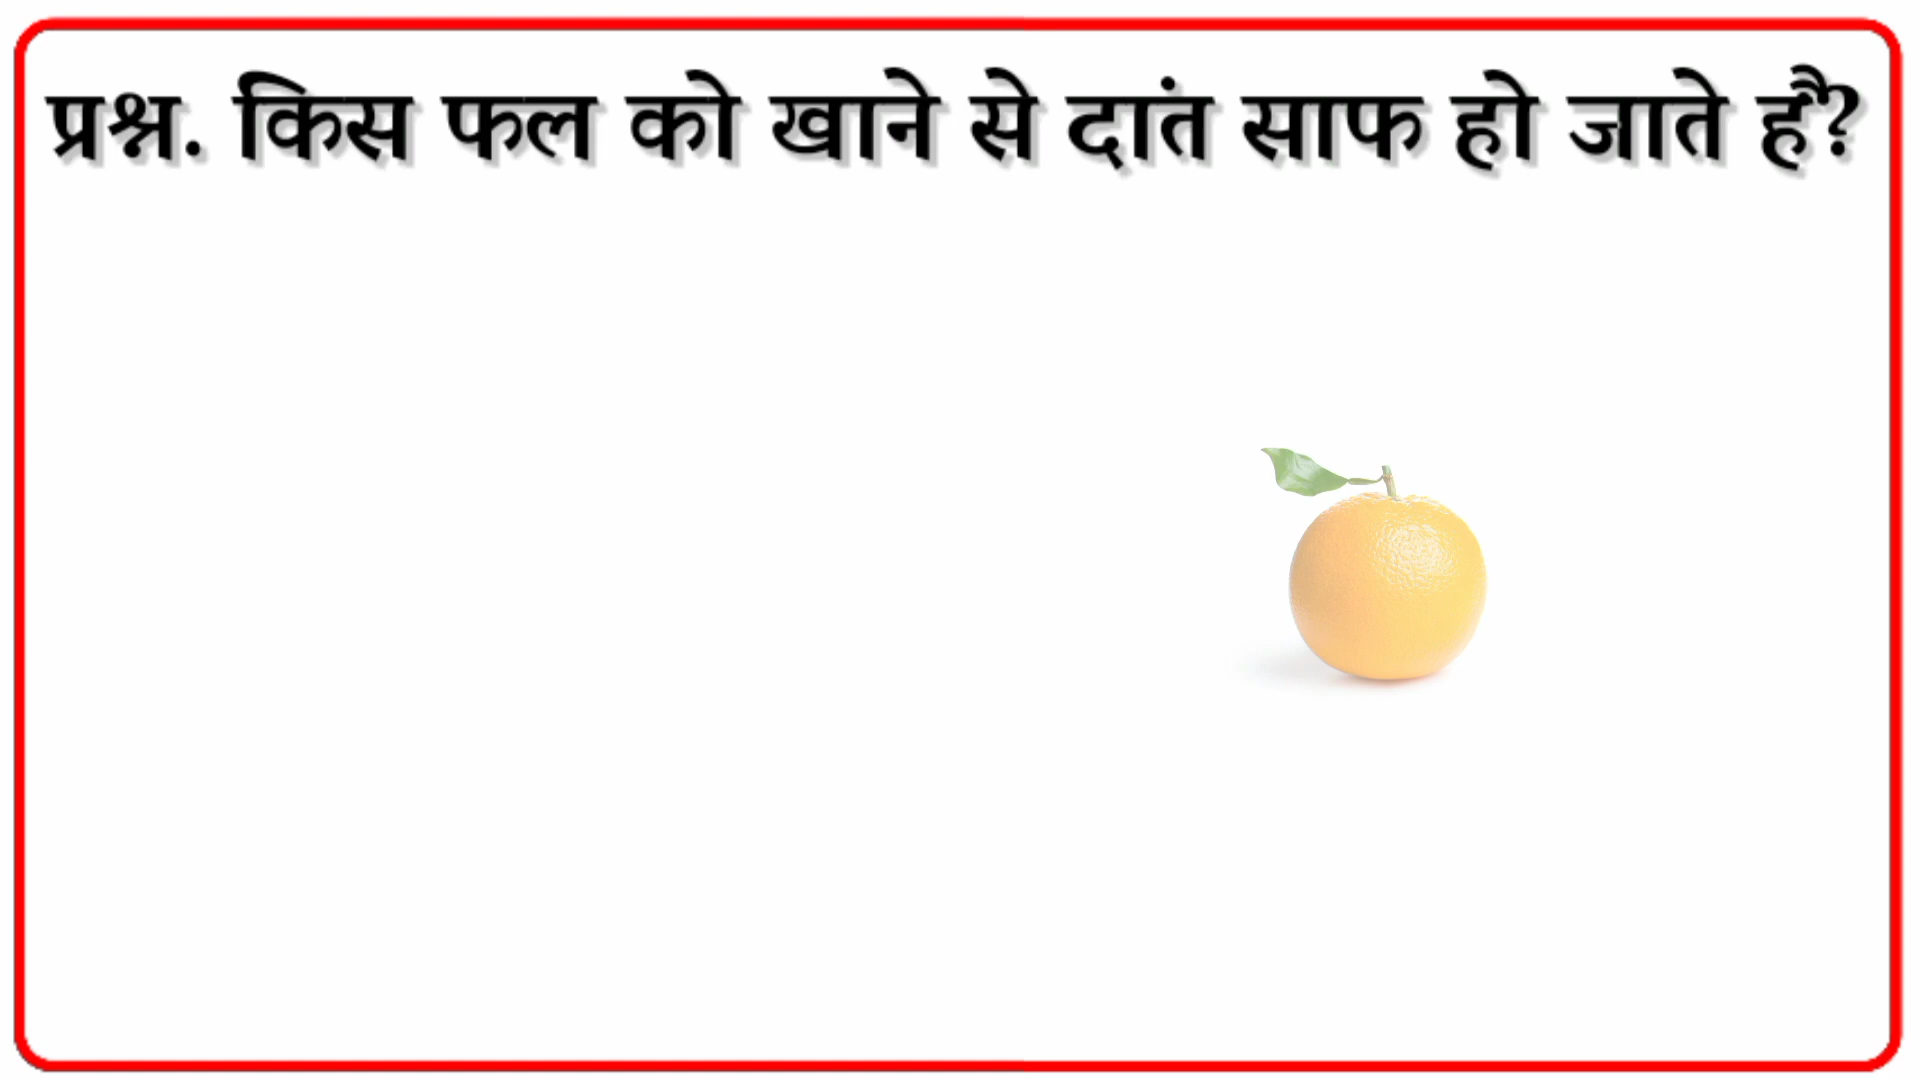 प्रश्न. किस फल को खाने से दांत साफ हो जाते हैं?